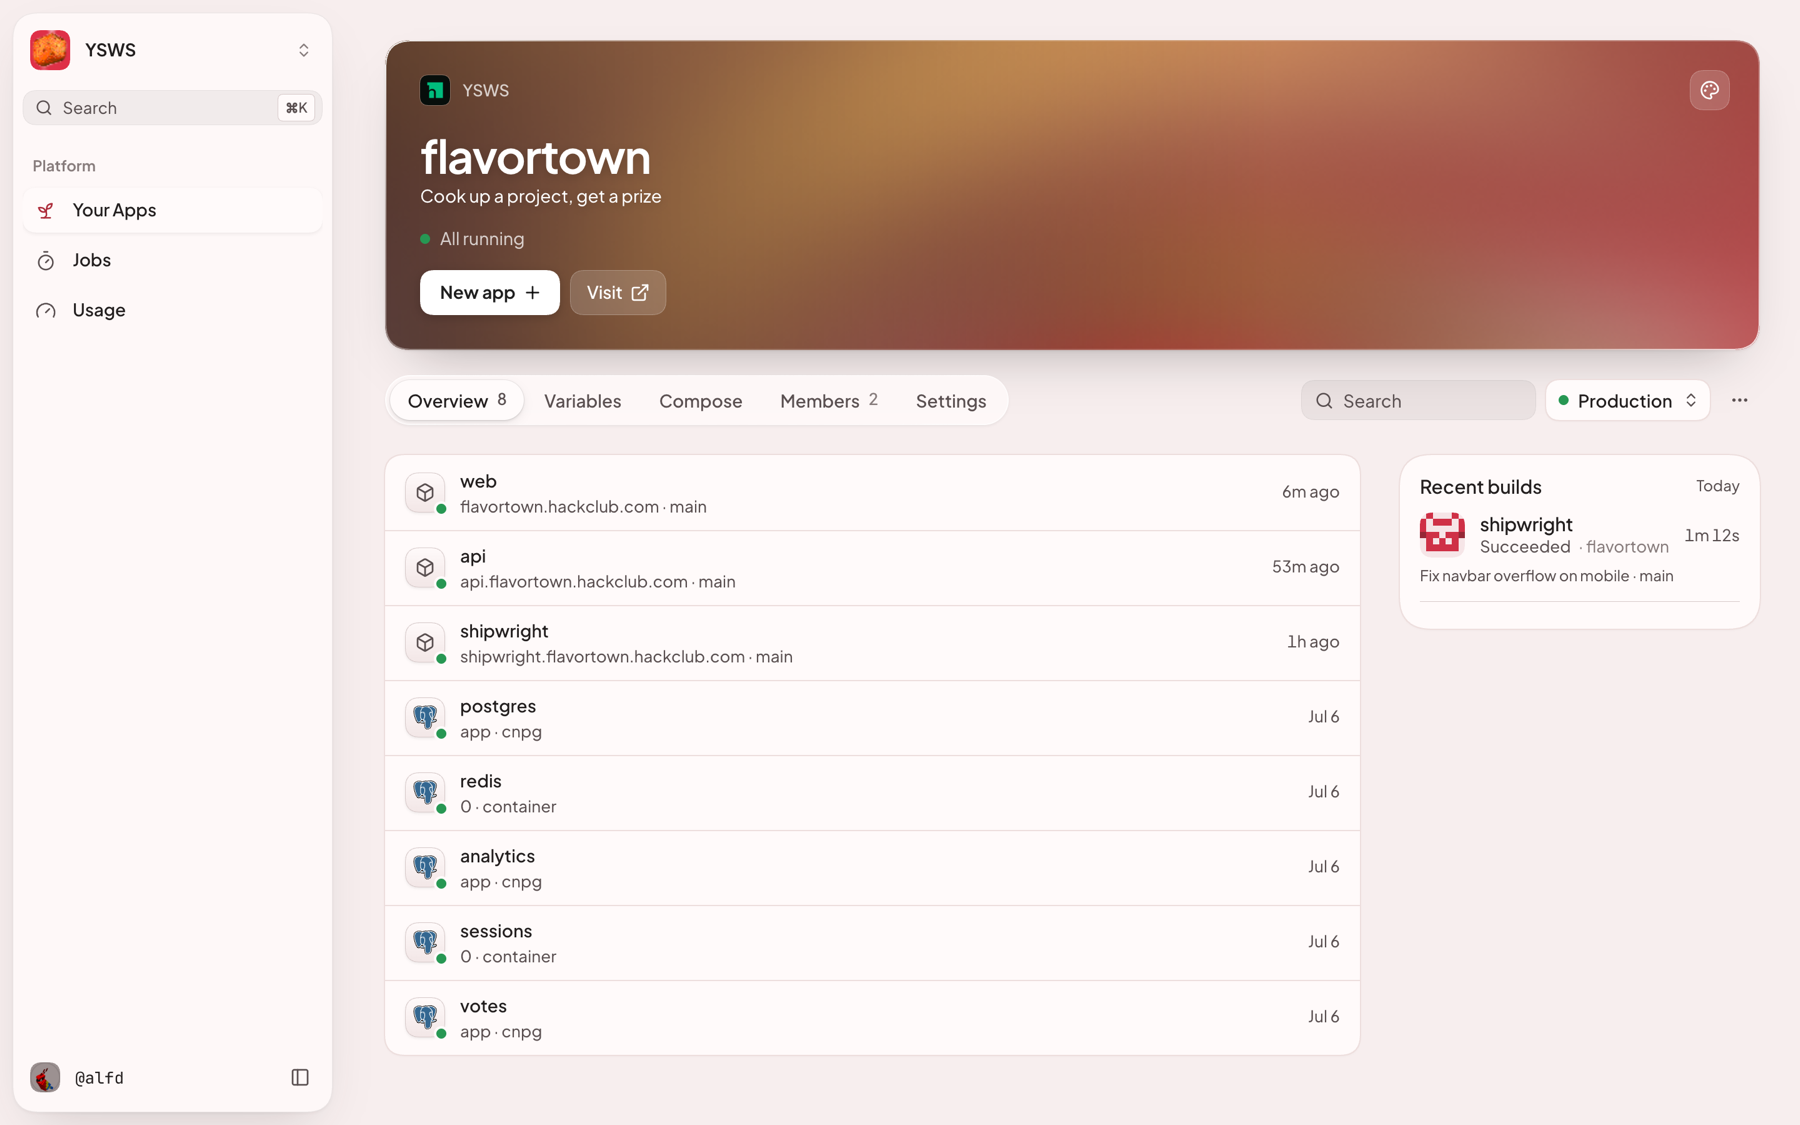 YSWS
Search
⌘K
Platform
Your Apps
Jobs
Usage
@alfd
YSWS
flavortown
Cook up a project, get a prize
All running
New app
Visit
Overview 8
Variables
Compose
Members 2
Settings
Search
Production
web
flavortown.hackclub.com · main
6m ago
api
api.flavortown.hackclub.com · main
53m ago
shipwright
shipwright.flavortown.hackclub.com · main
1h ago
postgres
app · cnpg
Jul 6
redis
0 · container
Jul 6
analytics
app · cnpg
Jul 6
sessions
0 · container
Jul 6
votes
app · cnpg
Jul 6
Recent builds
Today
shipwright
Succeeded · flavortown
1m 12s
Fix navbar overflow on mobile · main